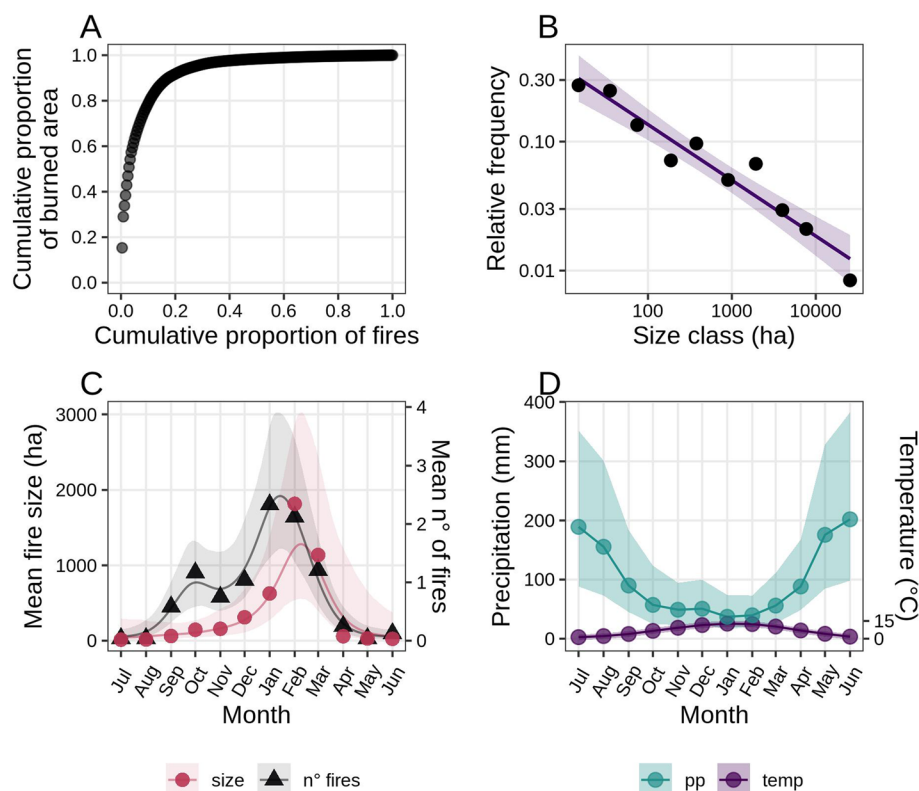 A
Cumulative proportion
of burned area
1.0
0.8
0.6
0.4
0.2
0.0
0.0 0.2 0.4 0.6 0.8 1.0
Cumulative proportion of fires
B
Relative frequency
0.30
0.10
0.03
0.01
100 1000 10000
Size class (ha)
C
Mean fire size (ha)
3000
2000
1000
0
4
3
2
1
0
Mean n° of fires
Jul Aug Sep Oct Nov Dec Jan Feb Mar Apr May Jun
Month
size n° fires
D
Precipitation (mm)
400
300
200
100
0
15
0
Temperature (°C)
Jul Aug Sep Oct Nov Dec Jan Feb Mar Apr May Jun
Month
pp temp